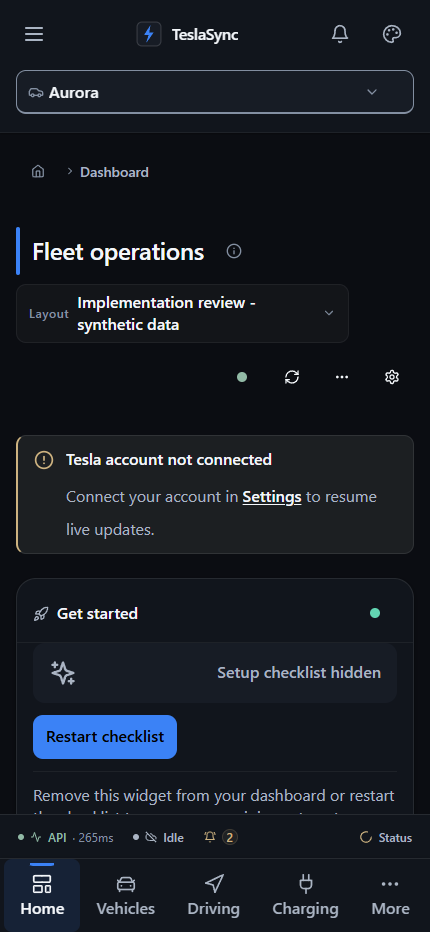 TeslaSync
Aurora
Dashboard
Fleet operations
Layout
Implementation review -
synthetic data
Tesla account not connected
Connect your account in Settings to resume
live updates.
Get started
Setup checklist hidden
Restart checklist
Remove this widget from your dashboard or restart
API · 265ms
Idle
2
Status
Home
Vehicles
Driving
Charging
More